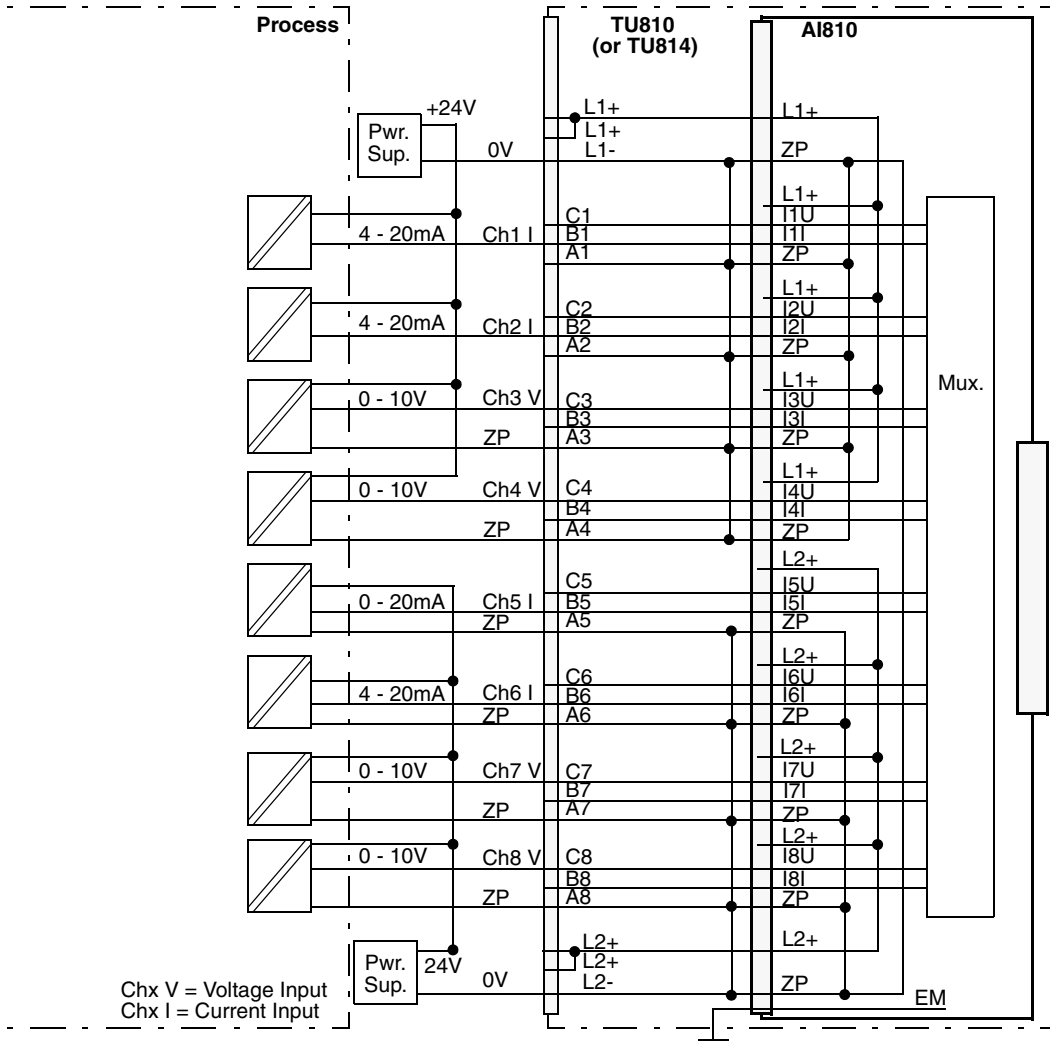 Process
TU810
(or TU814)
AI810
+24V
L1+
L1+
Pwr.
Sup.
L1+
0V
L1-
ZP
L1+
C1
I1U
4 - 20mA
Ch1 I
B1
I1I
A1
ZP
L1+
C2
I2U
4 - 20mA
Ch2 I
B2
I2I
A2
ZP
L1+
Mux.
0 - 10V
Ch3 V
C3
I3U
B3
I3I
ZP
A3
ZP
L1+
0 - 10V
Ch4 V
C4
I4U
B4
I4I
ZP
A4
ZP
L2+
C5
I5U
0 - 20mA
Ch5 I
B5
I5I
ZP
A5
ZP
L2+
C6
I6U
4 - 20mA
Ch6 I
B6
I6I
ZP
A6
ZP
L2+
0 - 10V
Ch7 V
C7
I7U
B7
I7I
ZP
A7
ZP
L2+
0 - 10V
Ch8 V
C8
I8U
B8
I8I
ZP
A8
ZP
L2+
L2+
Pwr.
Sup.
24V
L2+
0V
L2-
ZP
EM
Chx V = Voltage Input
Chx I = Current Input